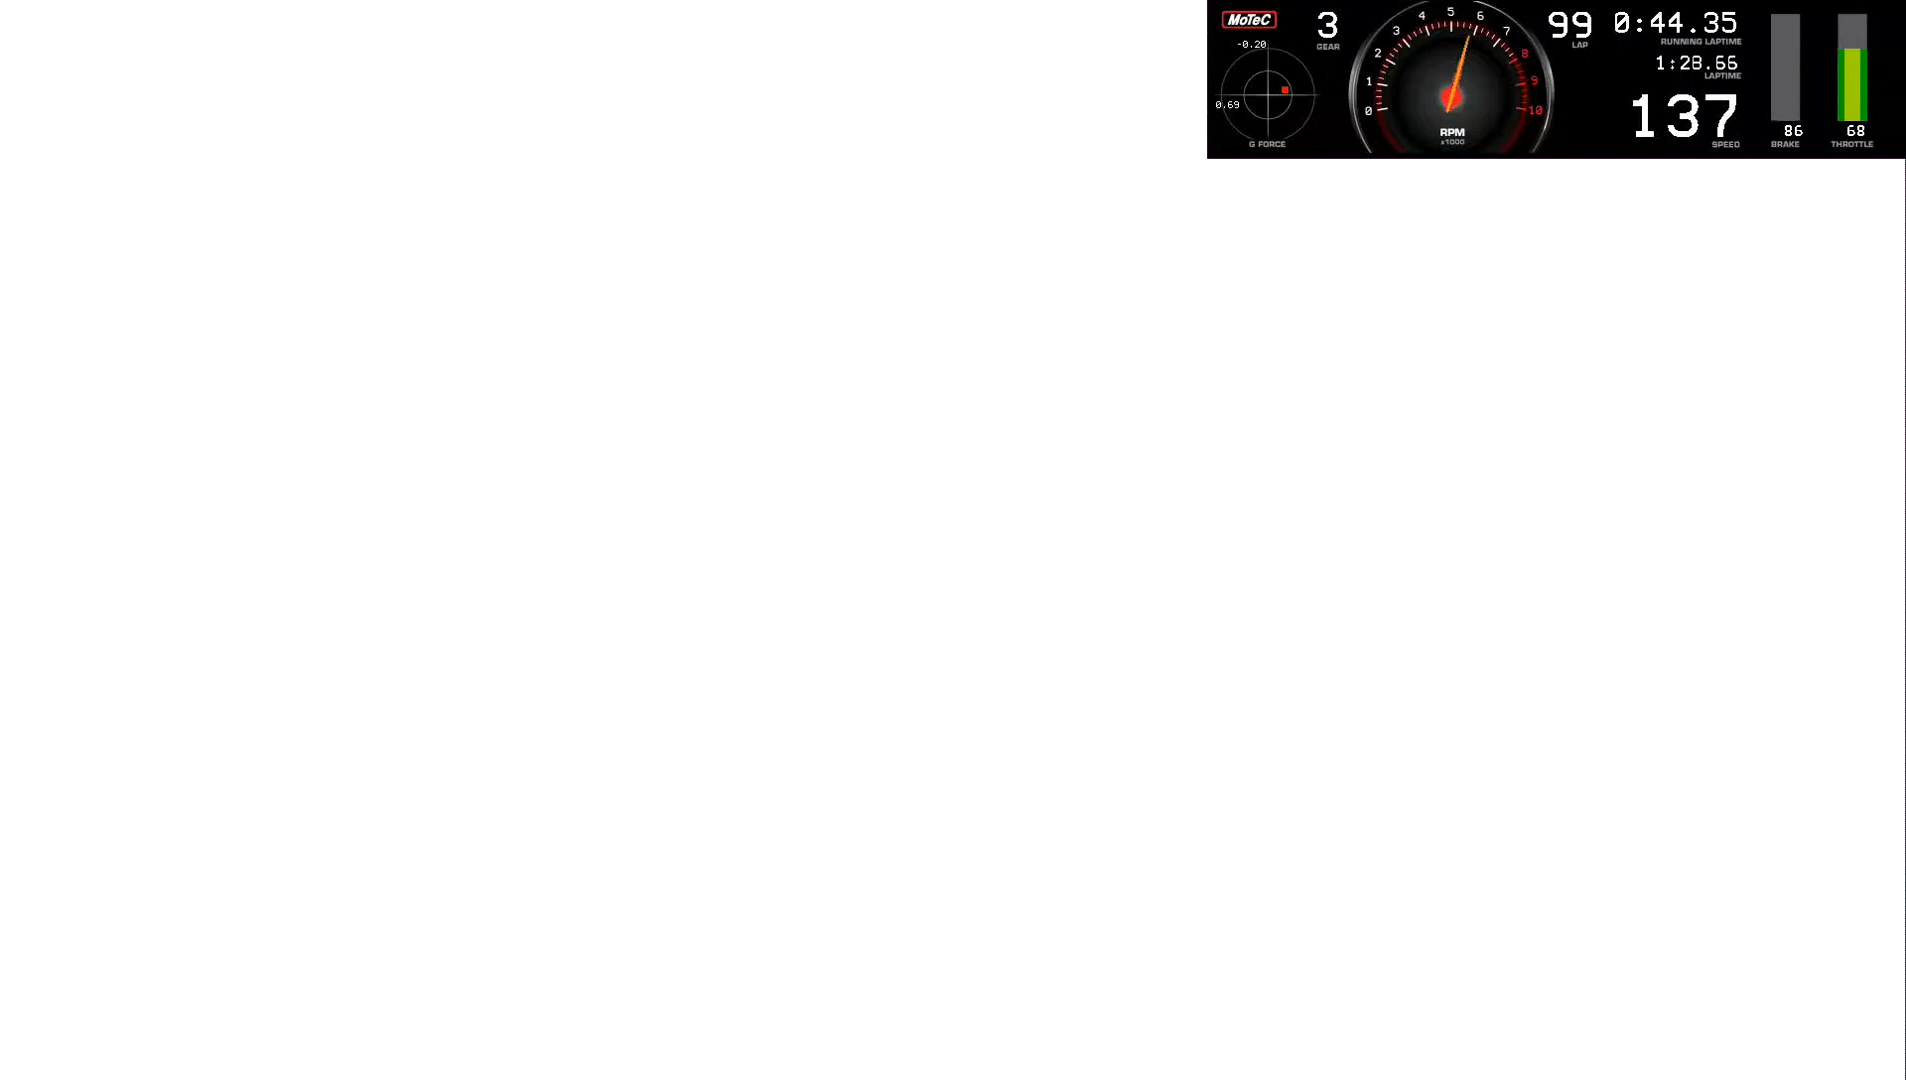 MoTeC
-0.20
0.69
G FORCE
3
GEAR
0 1 2 3 4 5 6 7 8 9 10
RPM
x1000
99
LAP
0:44.35
RUNNING LAPTIME
1:28.66
LAPTIME
137
SPEED
86
BRAKE
68
THROTTLE